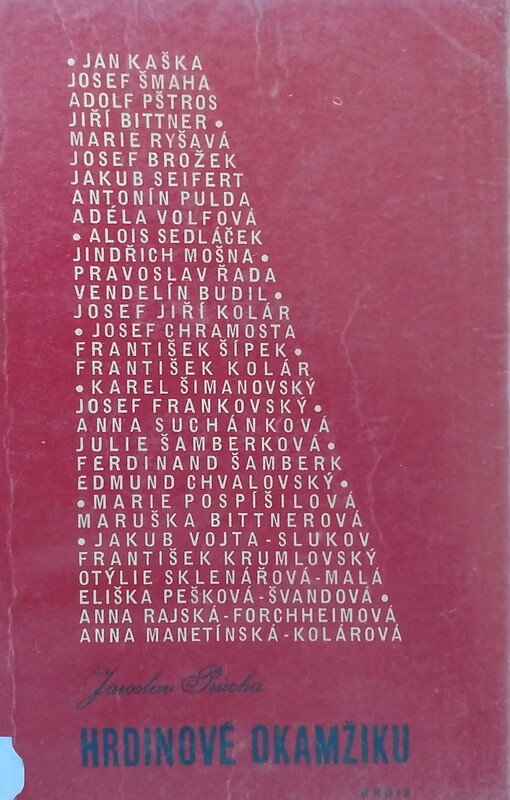 • JAN KAŠKA
JOSEF ŠMAHA
ADOLF PŠTROS
JIŘÍ BITTNER •
MARIE RYŠAVÁ
JOSEF BROŽEK
JAKUB SEIFERT
ANTONÍN PULDA
ADÉLA VOLFOVÁ
• ALOIS SEDLÁČEK
JINDŘICH MOŠNA •
PRAVOSLAV ŘADA
VENDELÍN BUDIL •
JOSEF JIŘÍ KOLÁR
• JOSEF CHRAMOSTA
FRANTIŠEK ŠÍPEK •
FRANTIŠEK KOLÁR
• KAREL ŠIMANOVSKÝ
JOSEF FRANKOVSKÝ •
ANNA SUCHÁNKOVÁ
JULIE ŠAMBERKOVÁ •
FERDINAND ŠAMBERK
EDMUND CHVALOVSKÝ •
• MARIE POSPÍŠILOVÁ
MARUŠKA BITTNEROVÁ
• JAKUB VOJTA-SLUKOV
FRANTIŠEK KRUMLOVSKÝ
OTÝLIE SKLENÁŘOVÁ-MALÁ
ELIŠKA PEŠKOVÁ-ŠVANDOVÁ •
ANNA RAJSKÁ-FORCHHEIMOVÁ
ANNA MANETÍNSKÁ-KOLÁROVÁ
Jaroslav Průcha
HRDINOVÉ OKAMŽIKU
ORBIS